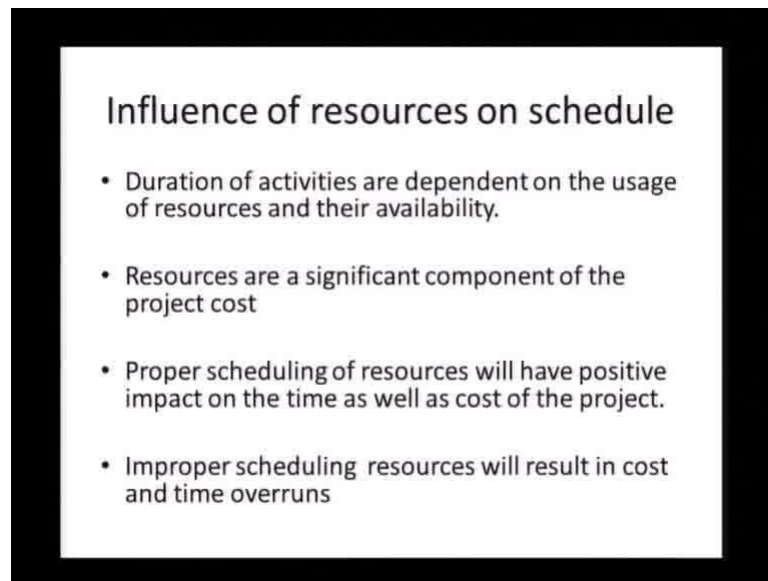 Influence of resources on schedule
• Duration of activities are dependent on the usage
of resources and their availability.
• Resources are a significant component of the
project cost
• Proper scheduling of resources will have positive
impact on the time as well as cost of the project.
• Improper scheduling resources will result in cost
and time overruns